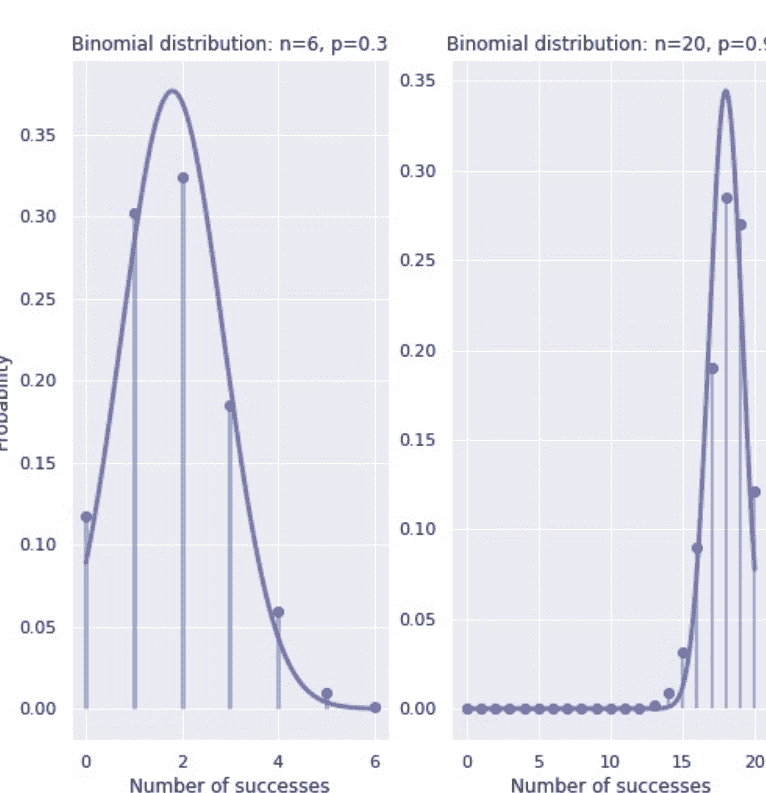 Binomial distribution: n=6, p=0.3
0.35
0.30
0.25
0.20
0.15
0.10
0.05
0.00
Probability
0 2 4 6
Number of successes
Binomial distribution: n=20, p=0.9
0.35
0.30
0.25
0.20
0.15
0.10
0.05
0.00
0 5 10 15 20
Number of successes